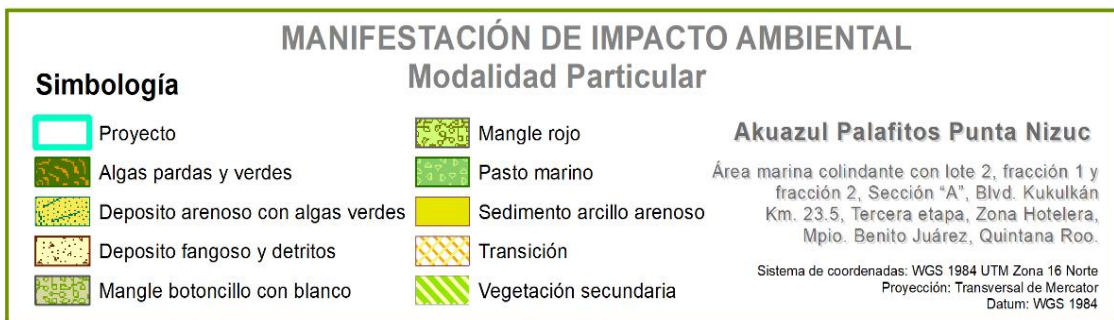 MANIFESTACIÓN DE IMPACTO AMBIENTAL
Modalidad Particular
Simbología
Proyecto
Algas pardas y verdes
Deposito arenoso con algas verdes
Deposito fangoso y detritos
Mangle botoncillo con blanco
Mangle rojo
Pasto marino
Sedimento arcillo arenoso
Transición
Vegetación secundaria
Akuazul Palafitos Punta Nizuc
Área marina colindante con lote 2, fracción 1 y
fracción 2, Sección "A", Blvd. Kukulkán
Km. 23.5, Tercera etapa, Zona Hotelera,
Mpio. Benito Juárez, Quintana Roo.
Sistema de coordenadas: WGS 1984 UTM Zona 16 Norte
Proyección: Transversal de Mercator
Datum: WGS 1984